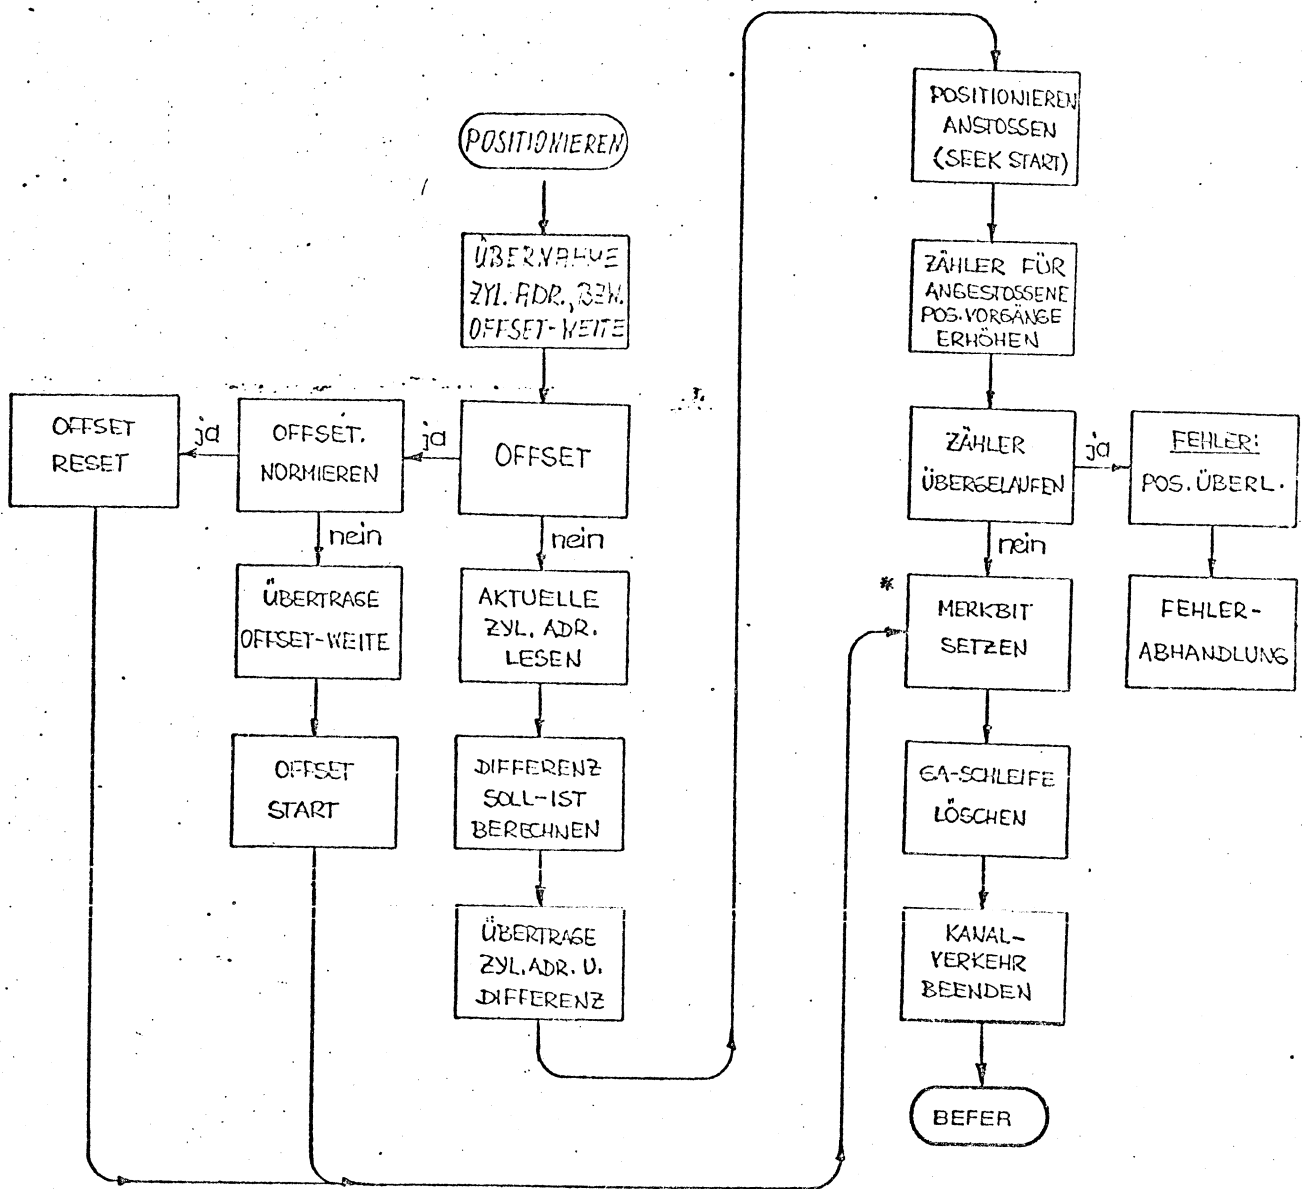 POSITIONIEREN
ÜBERNAHME
ZYL. ADR., BZW.
OFFSET-WEITE
OFFSET
ja
nein
OFFSET.
NORMIEREN
ja
nein
OFFSET
RESET
ÜBERTRAGE
OFFSET-WEITE
OFFSET
START
AKTUELLE
ZYL. ADR.
LESEN
DIFFERENZ
SOLL-IST
BERECHNEN
ÜBERTRAGE
ZYL. ADR. U.
DIFFERENZ
POSITIONIEREN
ANSTOSSEN
(SEEK START)
ZÄHLER FÜR
ANGESTOSSENE
POS. VORGÄNGE
ERHÖHEN
ZÄHLER
ÜBERGELAUFEN
ja
nein
FEHLER:
POS. ÜBERL.
FEHLER-
ABHANDLUNG
*
MERKBIT
SETZEN
GA-SCHLEIFE
LÖSCHEN
KANAL-
VERKEHR
BEENDEN
BEFER